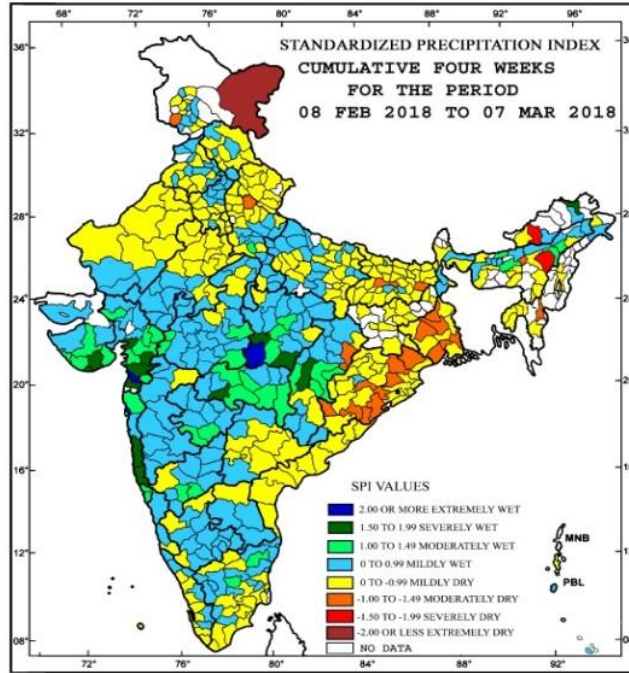 68° 72° 76° 80° 84° 88° 92° 96°
36°
STANDARDIZED PRECIPITATION INDEX
CUMULATIVE FOUR WEEKS
FOR THE PERIOD
32°
08 FEB 2018 TO 07 MAR 2018
28°
24°
20°
16°
SPI VALUES
2.00 OR MORE EXTREMELY WET
1.50 TO 1.99 SEVERELY WET
1.00 TO 1.49 MODERATELY WET
0 TO 0.99 MILDLY WET
0 TO -0.99 MILDLY DRY
-1.00 TO -1.49 MODERATELY DRY
-1.50 TO -1.99 SEVERELY DRY
-2.00 OR LESS EXTREMELY DRY
NO DATA
MNB
12°
PBL
08°
72° 76° 80° 84° 88° 92°